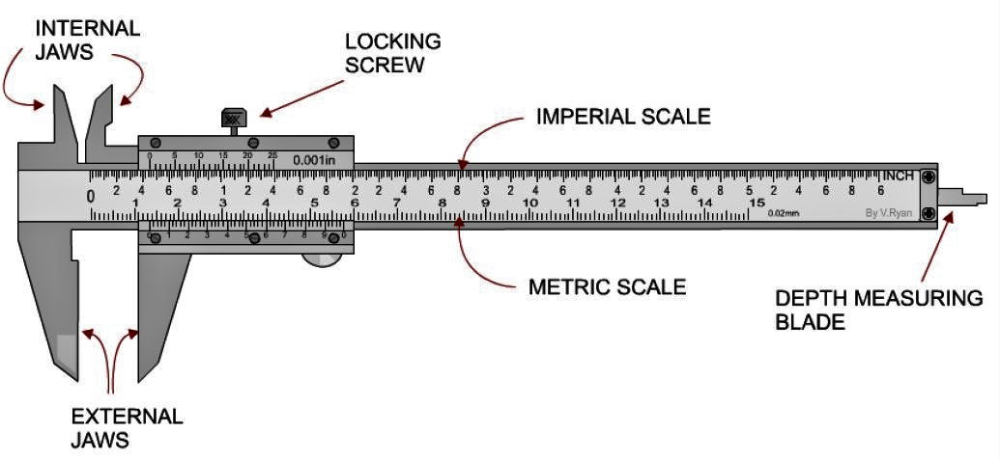 INTERNAL
JAWS
LOCKING
SCREW
IMPERIAL SCALE
0 5 10 15 20 25
0.001in
2 4 6 8 1 2 4 6 8 2 2 4 6 8 3 2 4 6 8 4 2 4 6 8 5 2 4 6 8 6 INCH
0 1 2 3 4 5 6 7 8 9 10 11 12 13 14 15
0.02mm
By V.Ryan
0 1 2 3 4 5 6 7 8 9 0
METRIC SCALE
DEPTH MEASURING
BLADE
EXTERNAL
JAWS